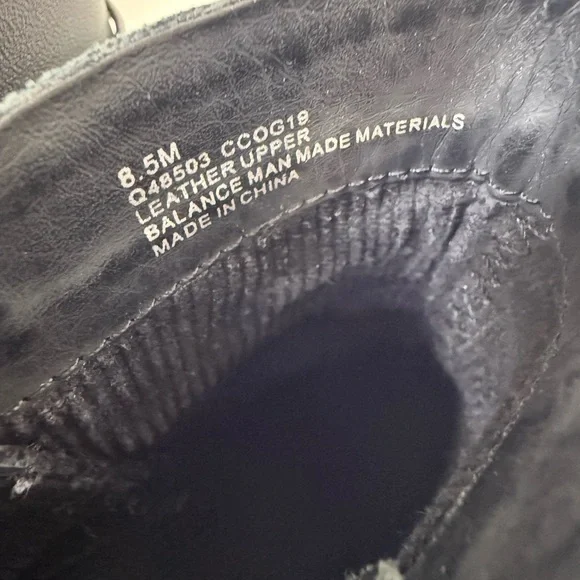 8.5M
Q48503 CCOG19
LEATHER UPPER
BALANCE MAN MADE MATERIALS
MADE IN CHINA